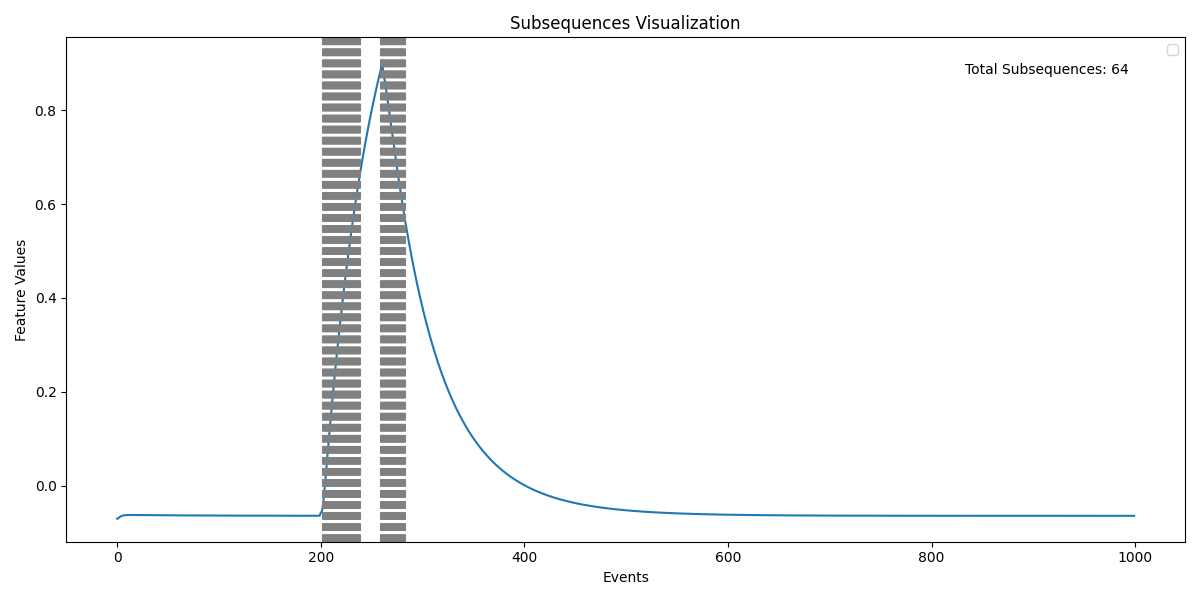 Subsequences Visualization
Total Subsequences: 64
Feature Values
0.8
0.6
0.4
0.2
0.0
0 200 400 600 800 1000
Events